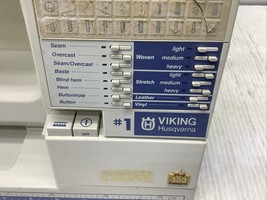 Seam
Overcast
Seam/Overcast
Baste
Blind hem
Hem
Buttonhole
Button
light
Woven medium
heavy
light
Stretch medium
heavy
Leather
Vinyl
OFF
#1 VIKING
Husqvarna